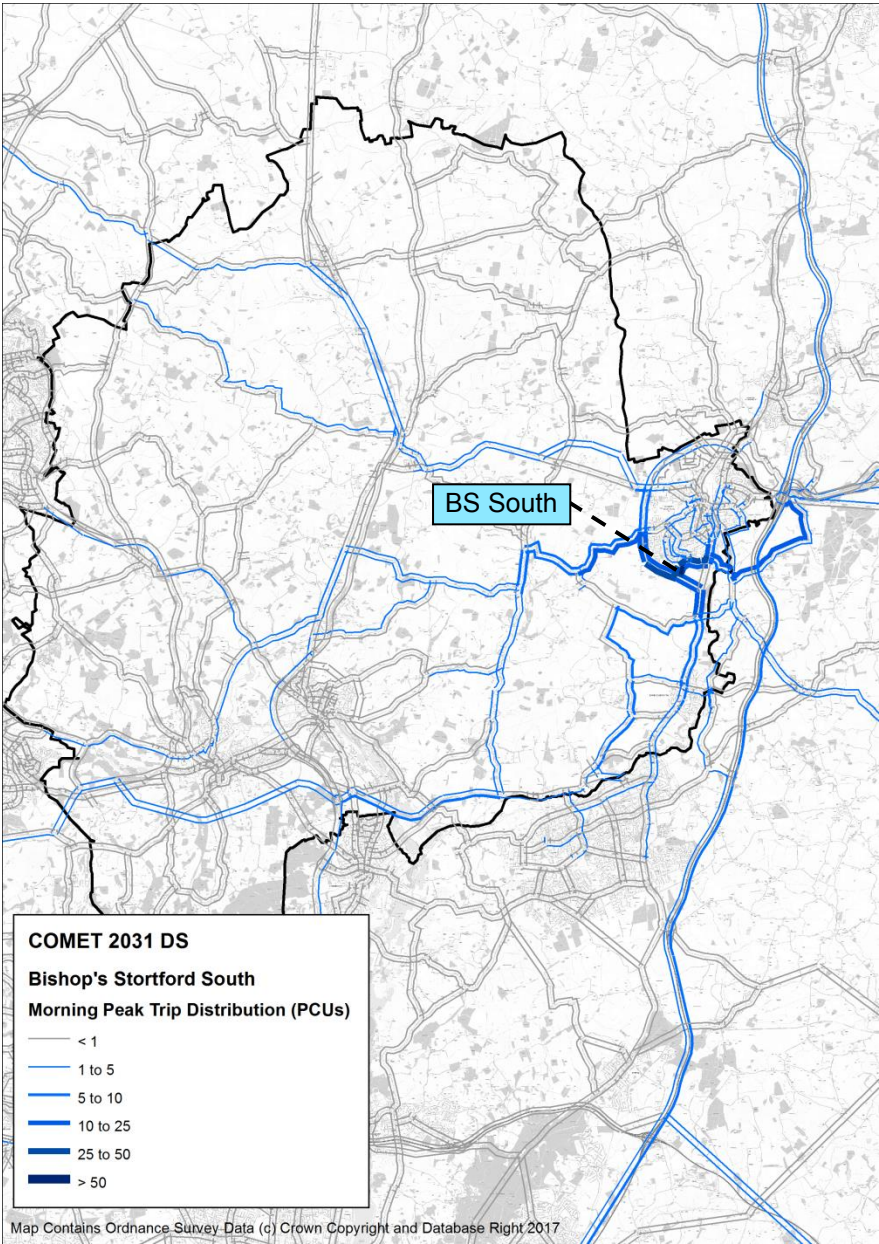 BS South
COMET 2031 DS
Bishop's Stortford South
Morning Peak Trip Distribution (PCUs)
< 1
1 to 5
5 to 10
10 to 25
25 to 50
> 50
Map Contains Ordnance Survey Data (c) Crown Copyright and Database Right 2017